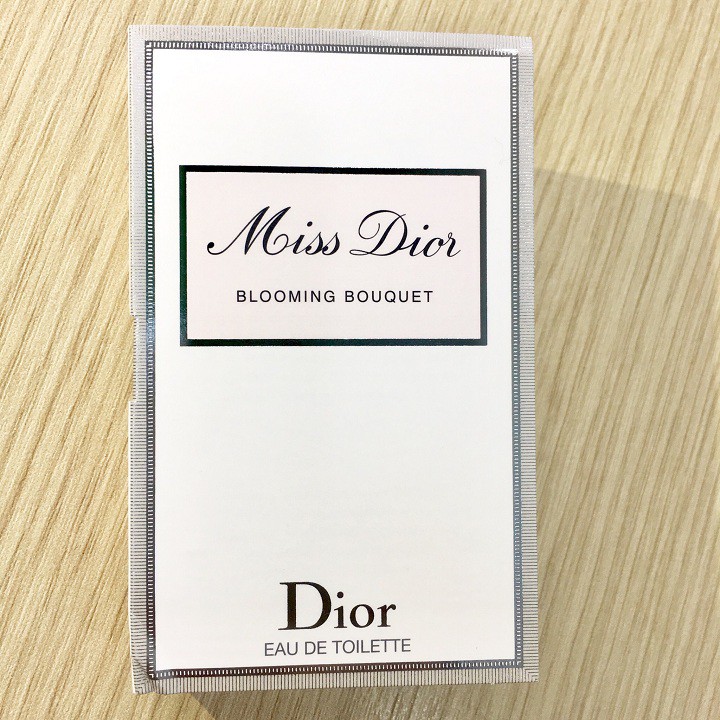 Miss Dior
BLOOMING BOUQUET
Dior
EAU DE TOILETTE